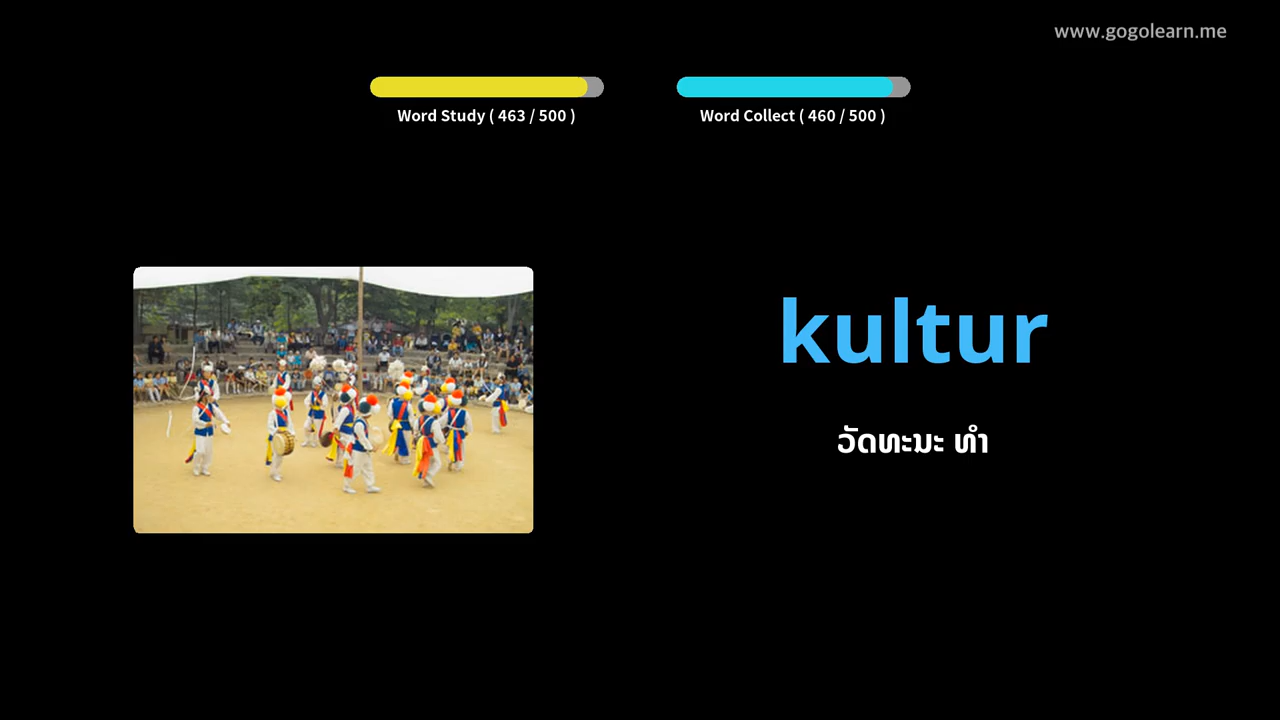 www.gogolearn.me
Word Study ( 463 / 500 )
Word Collect ( 460 / 500 )
kultur
ວັດທະນະ ທຳ